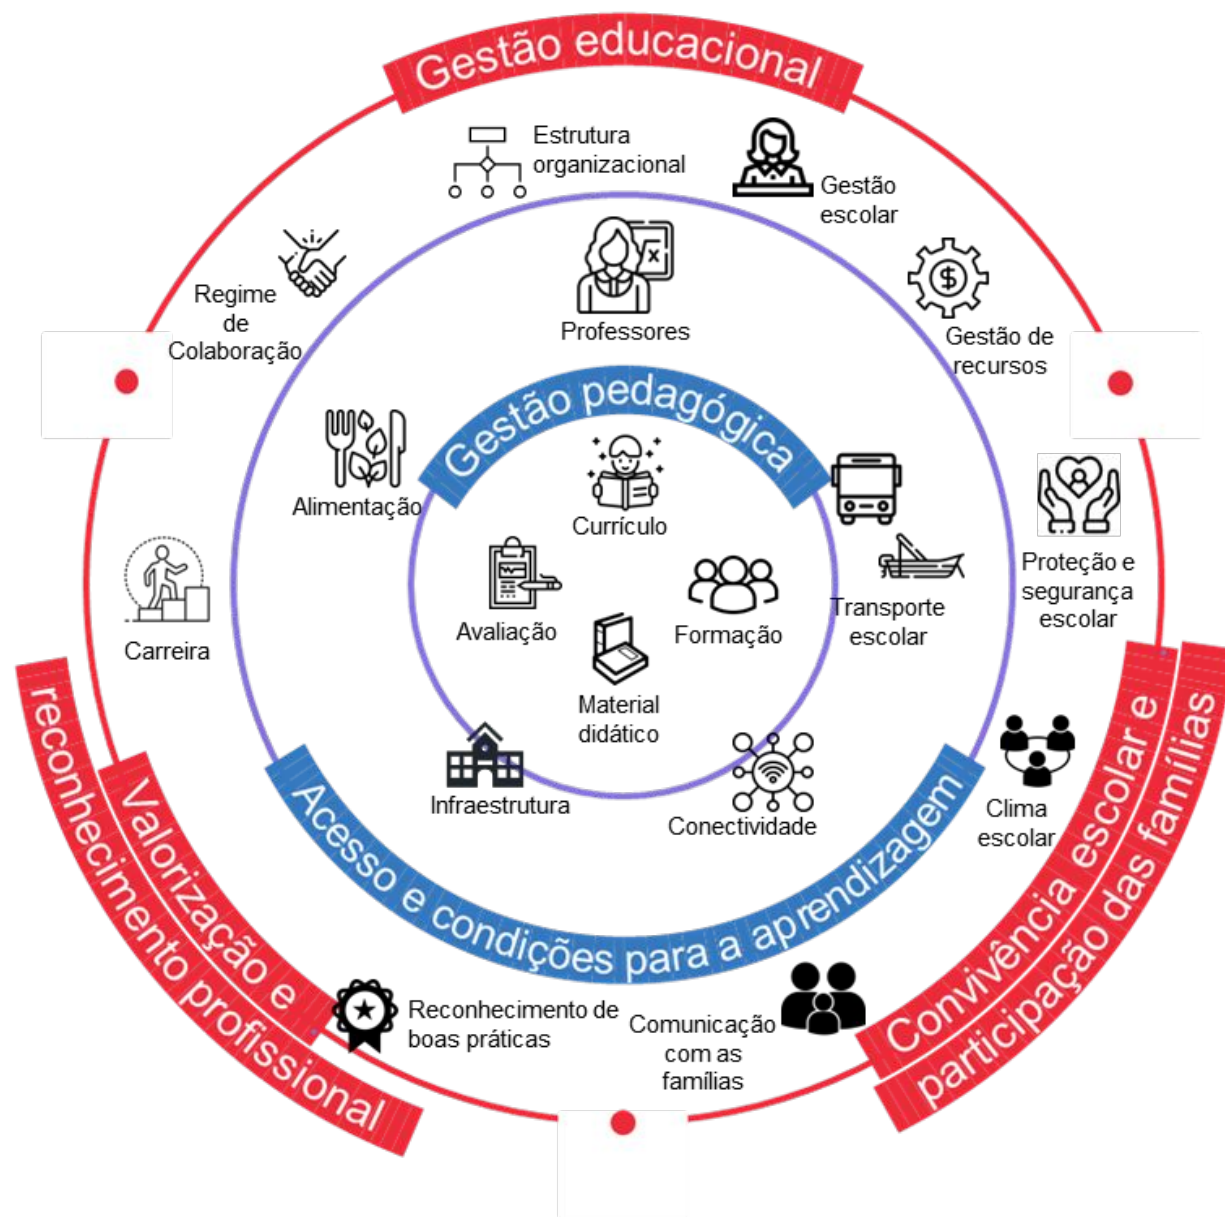 Gestão educacional
Estrutura
organizacional
Gestão
escolar
Regime
de
Colaboração
Professores
Gestão de
recursos
Gestão pedagógica
Alimentação
Currículo
Proteção e
segurança
escolar
Carreira
Avaliação
Formação
Transporte
escolar
Material
didático
Infraestrutura
Conectividade
Clima
escolar
Acesso e condições para a aprendizagem
Valorização e
reconhecimento profissional
Convivência escolar e
participação das famílias
Reconhecimento de
boas práticas
Comunicação
com as
famílias